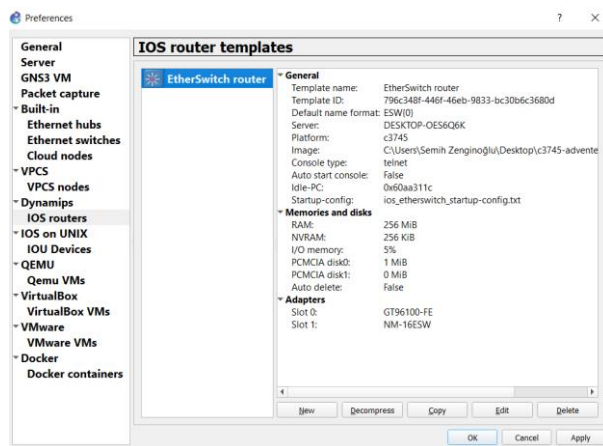 Preferences
? ×
General
Server
GNS3 VM
Packet capture
Built-in
Ethernet hubs
Ethernet switches
Cloud nodes
VPCS
VPCS nodes
Dynamips
IOS routers
IOS on UNIX
IOU Devices
QEMU
Qemu VMs
VirtualBox
VirtualBox VMs
VMware
VMware VMs
Docker
Docker containers
IOS router templates
EtherSwitch router
General
Template name: EtherSwitch router
Template ID: 796c348f-446f-46eb-9833-bc30b6c3680d
Default name format: ESW{0}
Server: DESKTOP-OES6Q6K
Platform: c3745
Image: C:\Users\Semih Zenginoğlu\Desktop\c3745-advente
Console type: telnet
Auto start console: False
Idle-PC: 0x60aa311c
Startup-config: ios_etherswitch_startup-config.txt
Memories and disks
RAM: 256 MiB
NVRAM: 256 KiB
I/O memory: 5%
PCMCIA disk0: 1 MiB
PCMCIA disk1: 0 MiB
Auto delete: False
Adapters
Slot 0: GT96100-FE
Slot 1: NM-16ESW
New Decompress Copy Edit Delete
OK Cancel Apply